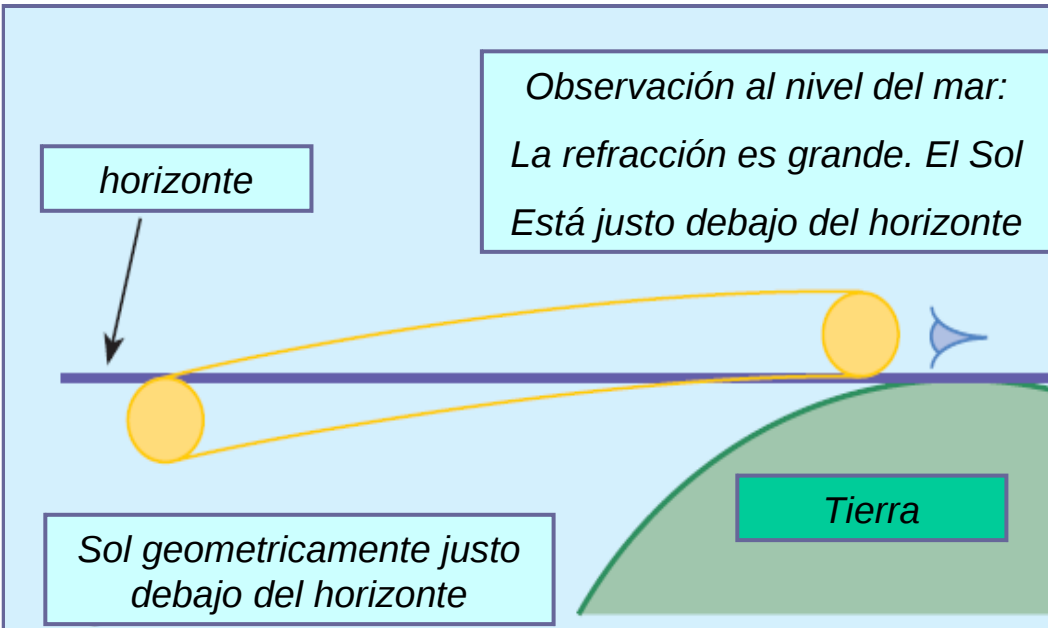 Observación al nivel del mar:
La refracción es grande. El Sol
Está justo debajo del horizonte
horizonte
Tierra
Sol geometricamente justo
debajo del horizonte